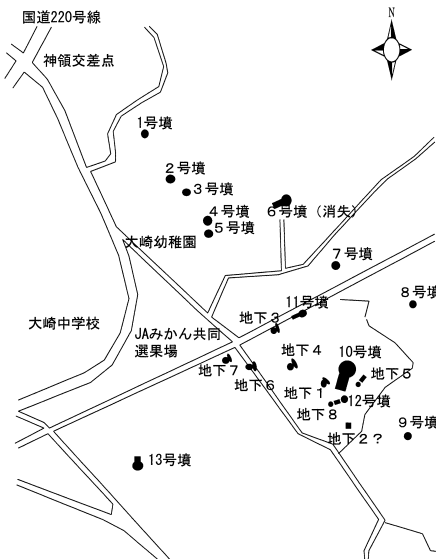 国道220号線
N
神領交差点
1号墳
２号墳
３号墳
４号墳
６号墳（消失）
５号墳
大崎幼稚園
７号墳
８号墳
11号墳
地下３
大崎中学校
JAみかん共同
選果場
地下４
10号墳
地下７
地下６
地下５
地下１
12号墳
地下８
地下２？
９号墳
13号墳